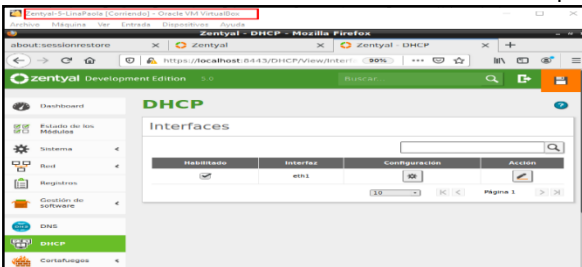 Zentyal-5-LinaPaola [Corriendo] - Oracle VM VirtualBox
Archivo Máquina Ver Entrada Dispositivos Ayuda
Zentyal - DHCP - Mozilla Firefox
about:sessionrestore
Zentyal
Zentyal - DHCP
https://localhost:8443/DHCP/View/Interf
90%
zentyal Development Edition 5.0
Buscar...
Dashboard
Estado de los Módulos
Sistema
Red
Registros
Gestión de software
DNS
DHCP
Cortafuegos
DHCP
Interfaces
Habilitado Interfaz Configuración Acción
eth1
10
Página 1